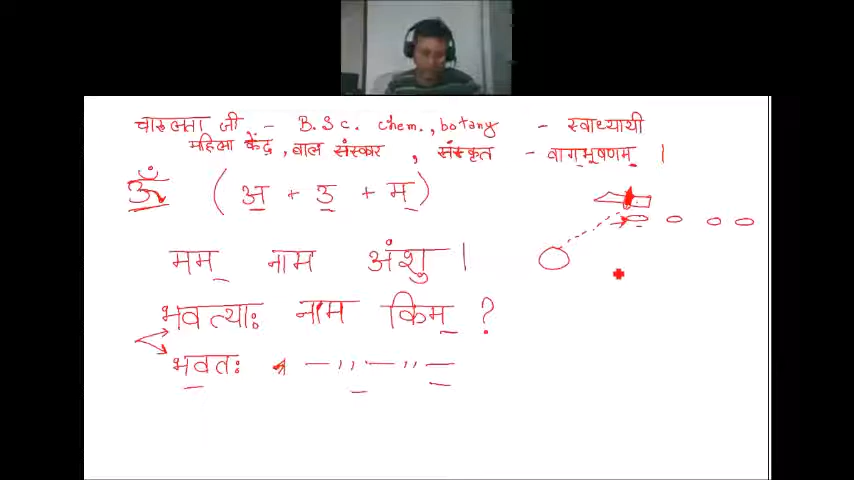 चारुलता जी - B.Sc. chem., botany - स्वाध्यायी
महिला केंद्र, बाल संस्कार, संस्कृत - वाग्भूषणम् ।
ॐ (अ + उ + म्)
मम् नाम अंशु ।
भवत्याः नाम किम् ?
भवतः — ,, — ,, —